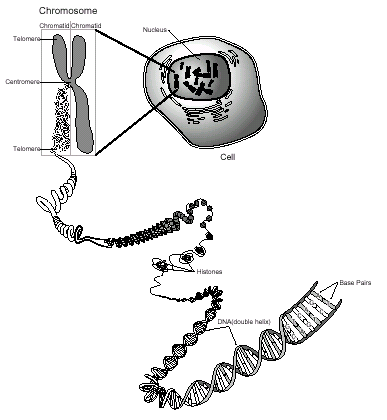 Chromosome
Chromatid Chromatid
Nucleus
Telomere
Centromere
Telomere
Cell
Histones
Base Pairs
DNA(double helix)